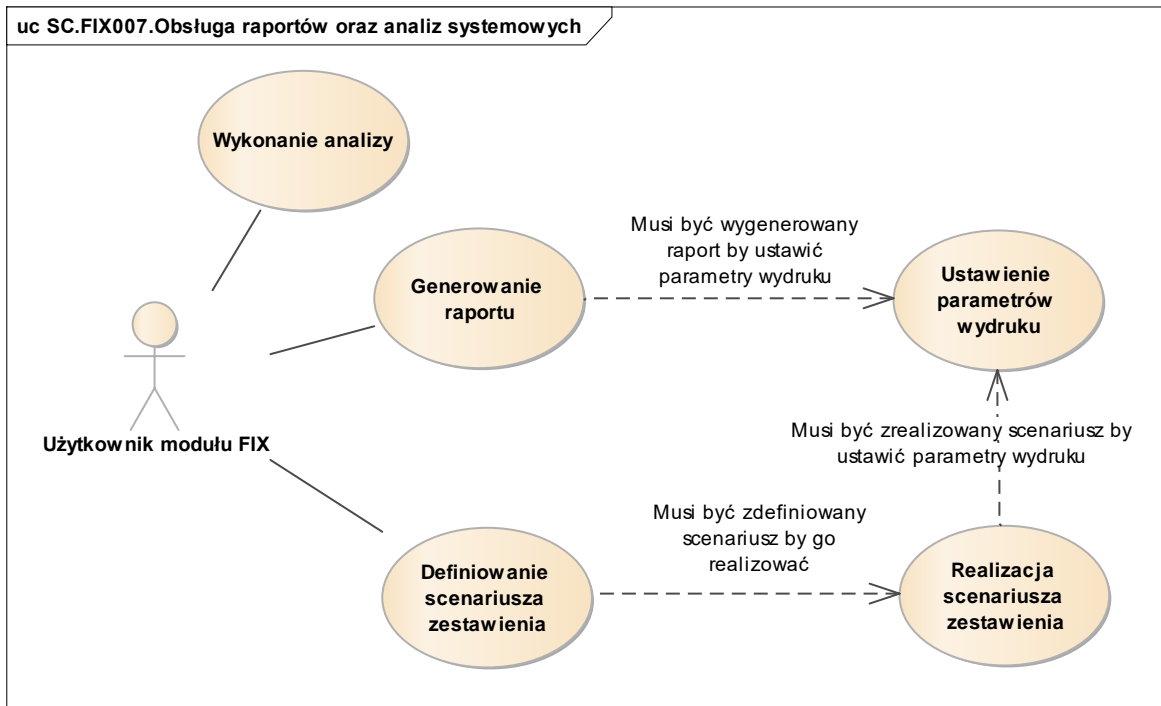 uc SC.FIX007.Obsługa raportów oraz analiz systemowych
Wykonanie analizy
Musi być wygenerowany
raport by ustawić
parametry wydruku
Generowanie
raportu
Ustawienie
parametrów
wydruku
Użytkownik modułu FIX
Musi być zrealizowany scenariusz by
ustawić parametry wydruku
Musi być zdefiniowany
scenariusz by go
realizować
Definiowanie
scenariusza
zestawienia
Realizacja
scenariusza
zestawienia